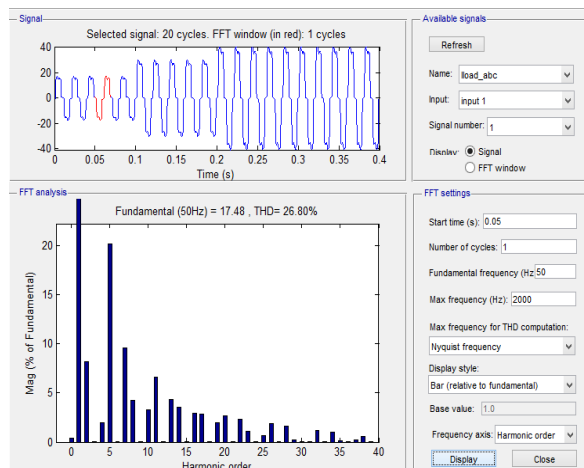 Signal
Selected signal: 20 cycles. FFT window (in red): 1 cycles
40
20
0
-20
-40
0 0.05 0.1 0.15 0.2 0.25 0.3 0.35 0.4
Time (s)
Available signals
Refresh
Name: Iload_abc
Input: input 1
Signal number: 1
Display: Signal
FFT window
FFT analysis
Fundamental (50Hz) = 17.48 , THD= 26.80%
Mag (% of Fundamental)
20
15
10
5
0
0 5 10 15 20 25 30 35 40
Harmonic order
FFT settings
Start time (s): 0.05
Number of cycles: 1
Fundamental frequency (Hz 50
Max frequency (Hz): 2000
Max frequency for THD computation:
Nyquist frequency
Display style:
Bar (relative to fundamental)
Base value: 1.0
Frequency axis: Harmonic order
Display Close